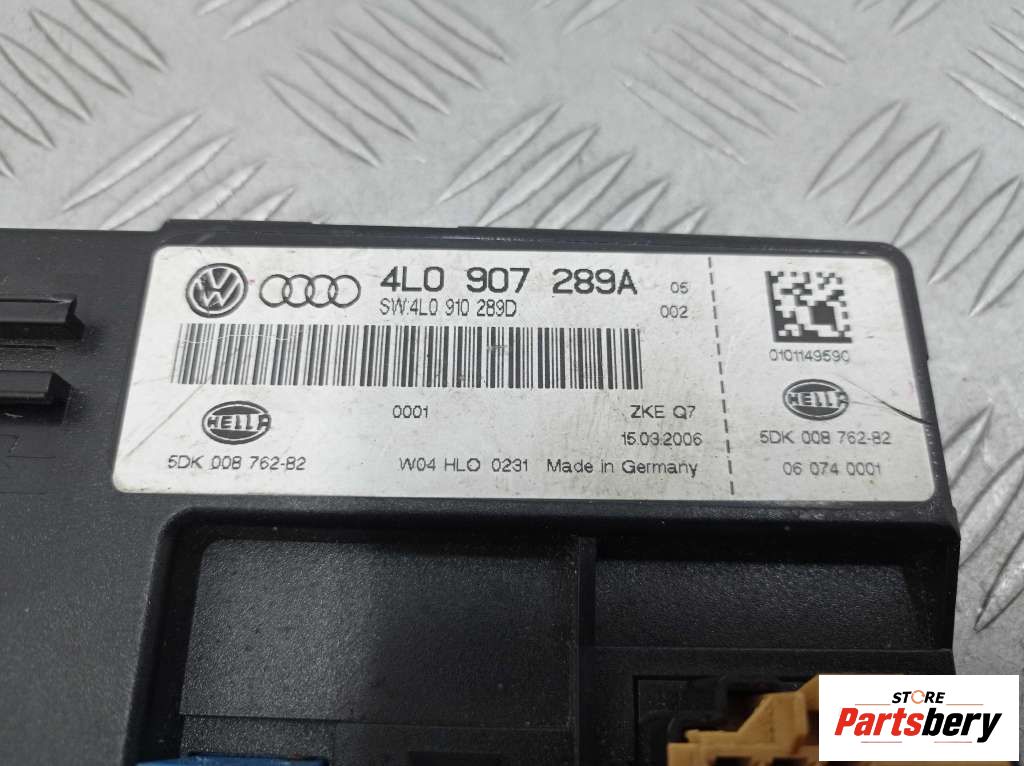 4L0 907 289A 05
SW:4L0 910 289D 002
0101149590
HELLA 0001 ZKE Q7 HELLA
15.03.2006 5DK 008 762-82
5DK 008 762-82 W04 HLO 0231 Made in Germany 06 074 0001
STORE
Partsbery